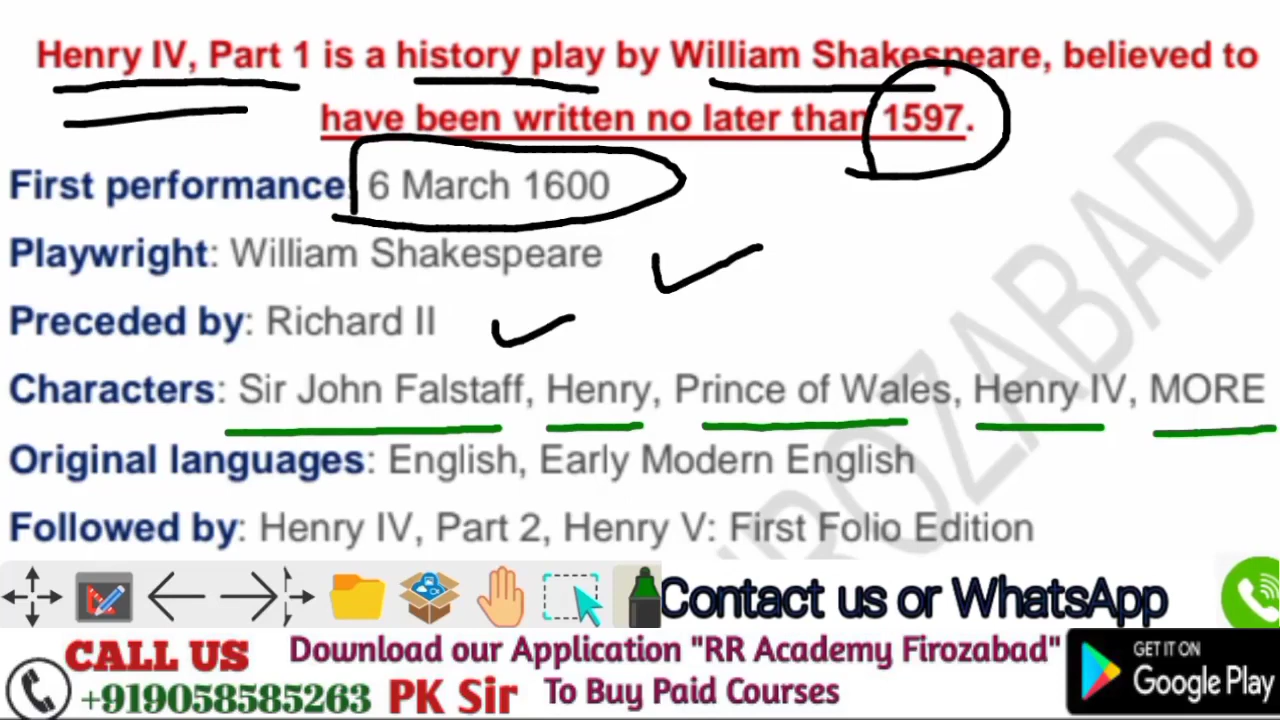 Henry IV, Part 1 is a history play by William Shakespeare, believed to
have been written no later than 1597.
First performance: 6 March 1600
Playwright: William Shakespeare
Preceded by: Richard II
Characters: Sir John Falstaff, Henry, Prince of Wales, Henry IV, MORE
Original languages: English, Early Modern English
Followed by: Henry IV, Part 2, Henry V: First Folio Edition
FIROZABAD
Contact us or WhatsApp
CALL US
+919058585263 PK Sir
Download our Application "RR Academy Firozabad"
To Buy Paid Courses
GET IT ON
Google Play